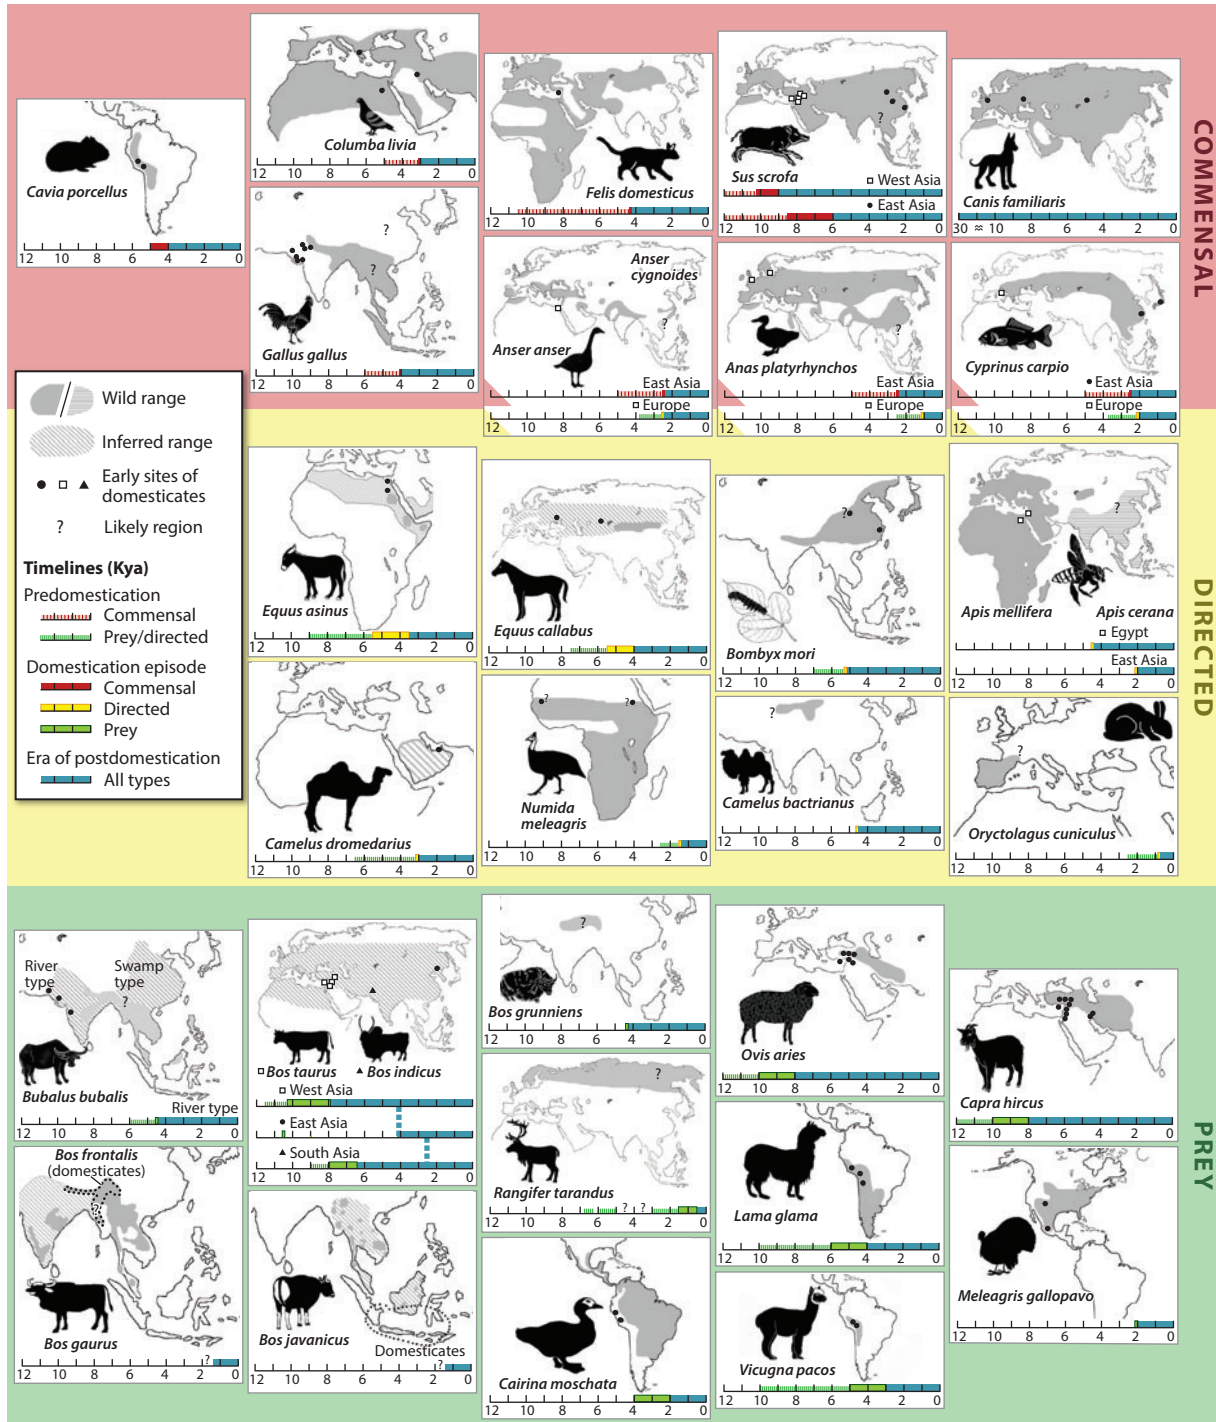 COMMENSAL
Cavia porcellus
12 10 8 6 4 2 0
Columba livia
12 10 8 6 4 2 0
?
?
Gallus gallus
12 10 8 6 4 2 0
Felis domesticus
12 10 8 6 4 2 0
Anser
cygnoides
?
Anser anser
East Asia
Europe
12 10 8 6 4 2 0
?
Sus scrofa
West Asia
East Asia
12 10 8 6 4 2 0
?
Anas platyrhynchos
East Asia
Europe
12 10 8 6 4 2 0
Canis familiaris
30 ≈ 10 8 6 4 2 0
Cyprinus carpio
East Asia
Europe
12 10 8 6 4 2 0
Wild range
Inferred range
Early sites of
domesticates
? Likely region
Timelines (Kya)
Predomestication
Commensal
Prey/directed
Domestication episode
Commensal
Directed
Prey
Era of postdomestication
All types
DIRECTED
Equus asinus
12 10 8 6 4 2 0
Camelus dromedarius
12 10 8 6 4 2 0
Equus callabus
12 10 8 6 4 2 0
? ?
Numida
meleagris
12 10 8 6 4 2 0
?
Bombyx mori
12 10 8 6 4 2 0
?
Camelus bactrianus
12 10 8 6 4 2 0
?
Apis mellifera Apis cerana
Egypt
East Asia
12 10 8 6 4 2 0
?
Oryctolagus cuniculus
12 10 8 6 4 2 0
PREY
River
type
Swamp
type
?
Bubalus bubalis
River type
12 10 8 6 4 2 0
Bos frontalis
(domesticates)
?
Bos gaurus
?
12 10 8 6 4 2 0
Bos taurus Bos indicus
West Asia
East Asia
South Asia
12 10 8 6 4 2 0
Bos javanicus
Domesticates
?
12 10 8 6 4 2 0
?
Bos grunniens
12 10 8 6 4 2 0
?
Rangifer tarandus
? ?
12 10 8 6 4 2 0
Cairina moschata
12 10 8 6 4 2 0
Ovis aries
12 10 8 6 4 2 0
Lama glama
12 10 8 6 4 2 0
Vicugna pacos
12 10 8 6 4 2 0
Capra hircus
12 10 8 6 4 2 0
Meleagris gallopavo
12 10 8 6 4 2 0